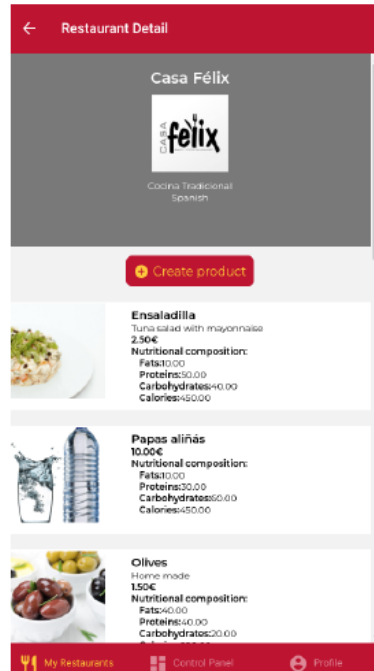 Restaurant Detail
Casa Félix
CASA
felix
Cocina Tradicional
Spanish
Create product
Ensaladilla
Tuna salad with mayonnaise
2.50€
Nutritional composition:
Fats:10.00
Proteins:50.00
Carbohydrates:40.00
Calories:450.00
Papas aliñás
10.00€
Nutritional composition:
Fats:10.00
Proteins:30.00
Carbohydrates:60.00
Calories:450.00
Olives
Home made
1.50€
Nutritional composition:
Fats:40.00
Proteins:40.00
Carbohydrates:20.00
My Restaurants
Control Panel
Profile